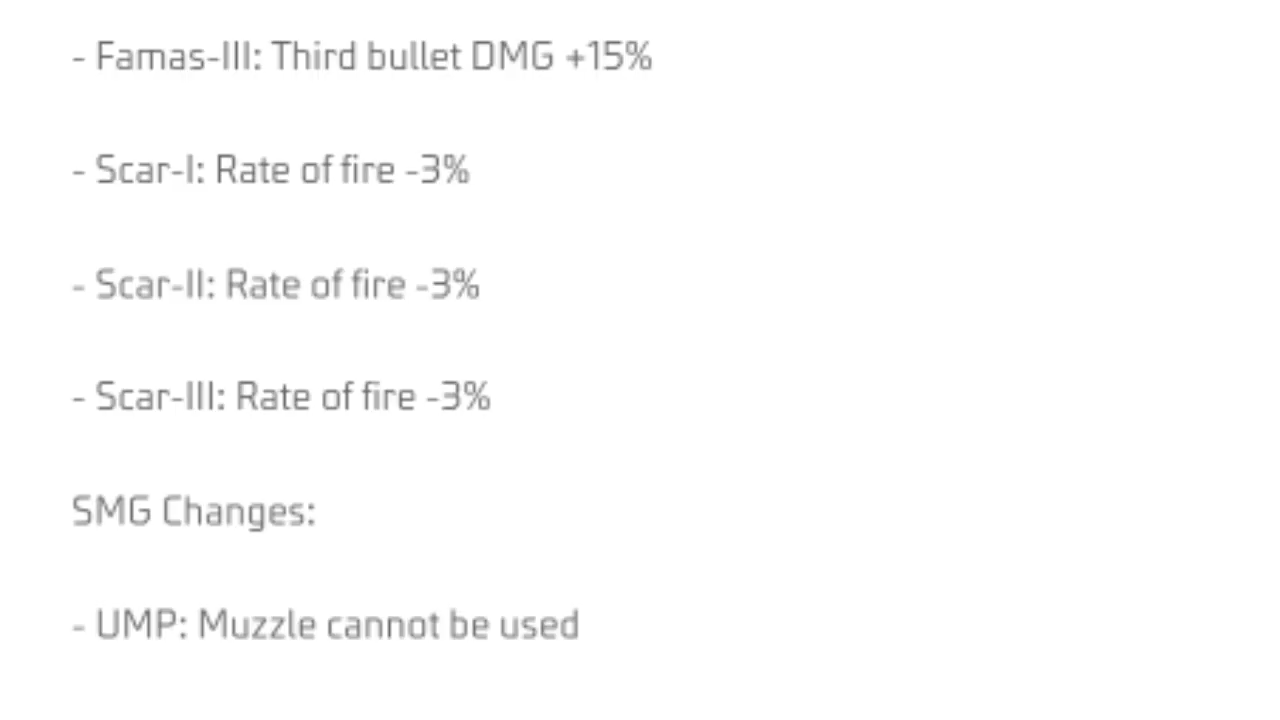 - Famas-III: Third bullet DMG +15%
- Scar-I: Rate of fire -3%
- Scar-II: Rate of fire -3%
- Scar-III: Rate of fire -3%
SMG Changes:
- UMP: Muzzle cannot be used